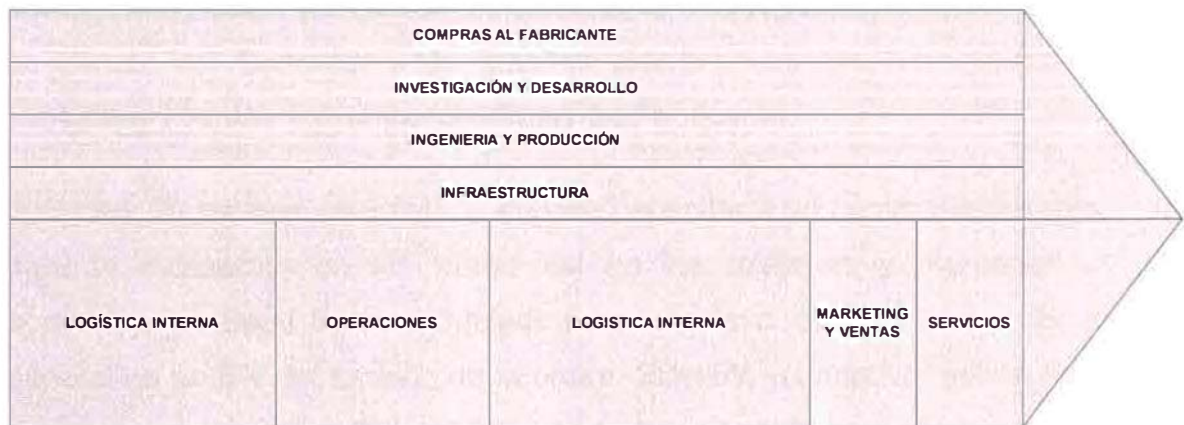 COMPRAS AL FABRICANTE
INVESTIGACIÓN Y DESARROLLO
INGENIERIA Y PRODUCCIÓN
INFRAESTRUCTURA
LOGÍSTICA INTERNA
OPERACIONES
LOGISTICA INTERNA
MARKETING
Y VENTAS
SERVICIOS